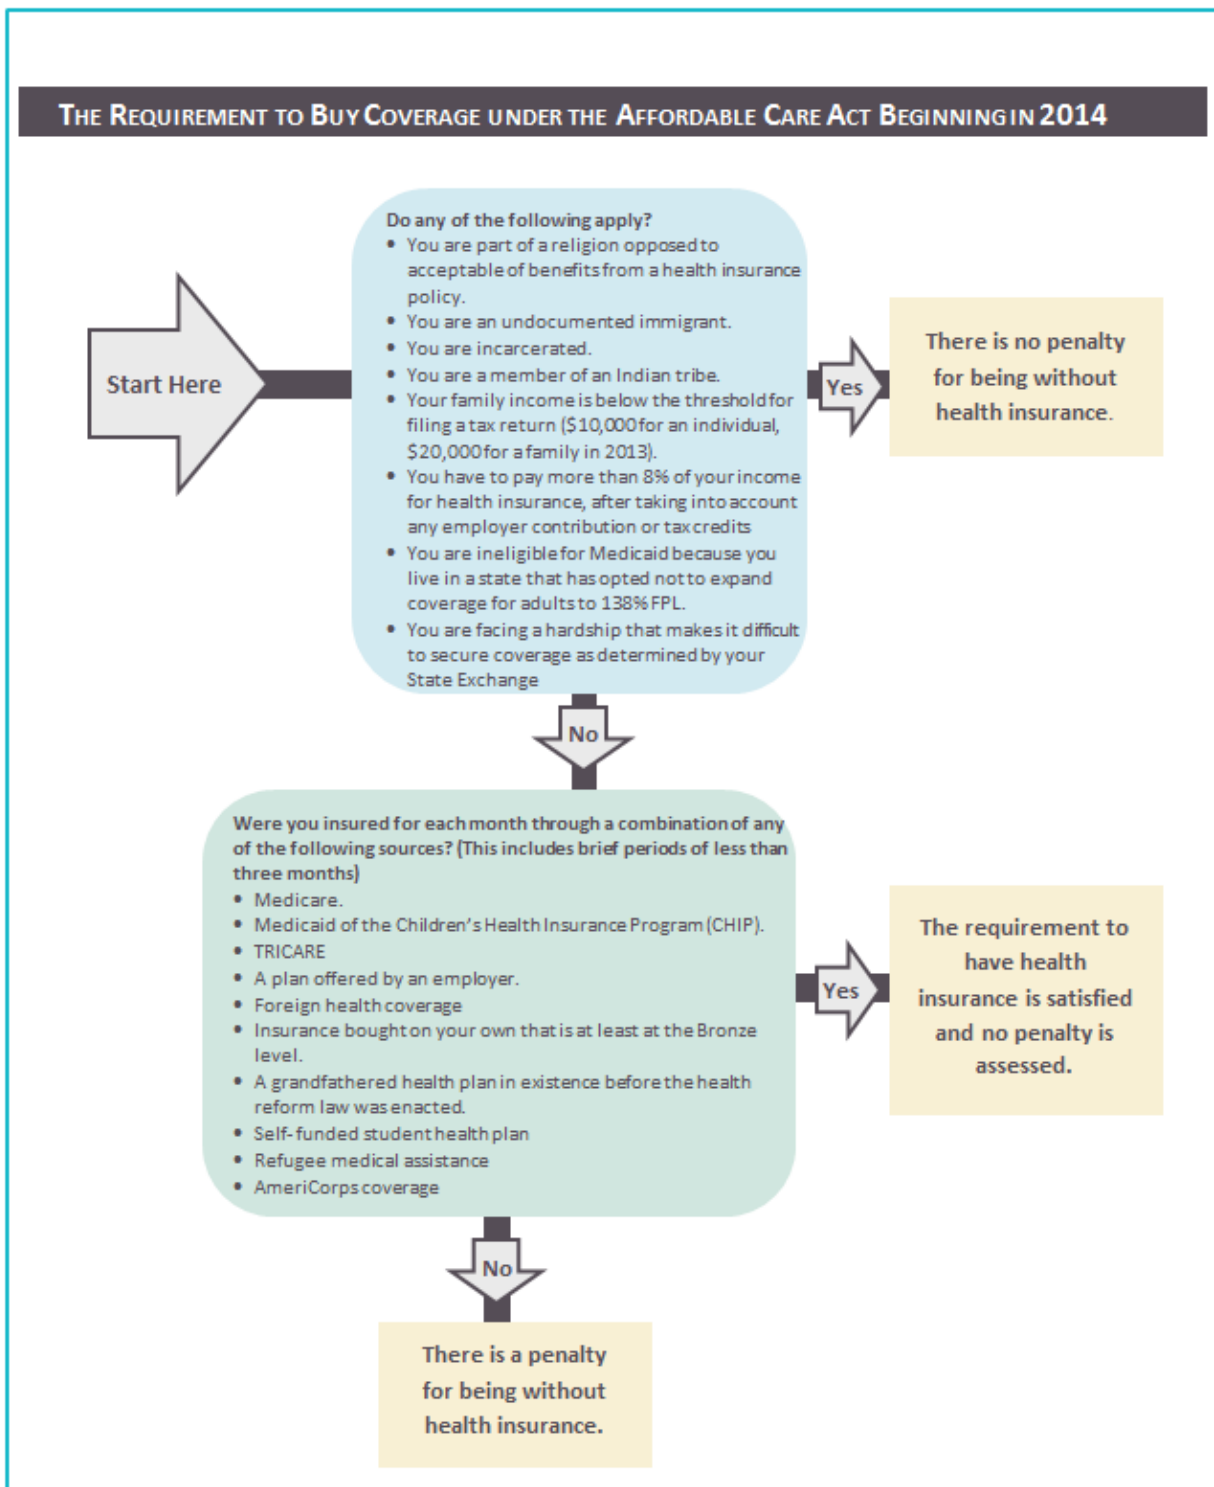 THE REQUIREMENT TO BUY COVERAGE UNDER THE AFFORDABLE CARE ACT BEGINNING IN 2014
Start Here
Do any of the following apply?
• You are part of a religion opposed to
acceptable of benefits from a health insurance
policy.
• You are an undocumented immigrant.
• You are incarcerated.
• You are a member of an Indian tribe.
• Your family income is below the threshold for
filing a tax return ($10,000 for an individual,
$20,000 for a family in 2013).
• You have to pay more than 8% of your income
for health insurance, after taking into account
any employer contribution or tax credits
• You are ineligible for Medicaid because you
live in a state that has opted not to expand
coverage for adults to 138% FPL.
• You are facing a hardship that makes it difficult
to secure coverage as determined by your
State Exchange
Yes
There is no penalty
for being without
health insurance.
No
Were you insured for each month through a combination of any
of the following sources? (This includes brief periods of less than
three months)
• Medicare.
• Medicaid of the Children's Health Insurance Program (CHIP).
• TRICARE
• A plan offered by an employer.
• Foreign health coverage
• Insurance bought on your own that is at least at the Bronze
level.
• A grandfathered health plan in existence before the health
reform law was enacted.
• Self- funded student health plan
• Refugee medical assistance
• AmeriCorps coverage
Yes
The requirement to
have health
insurance is satisfied
and no penalty is
assessed.
No
There is a penalty
for being without
health insurance.